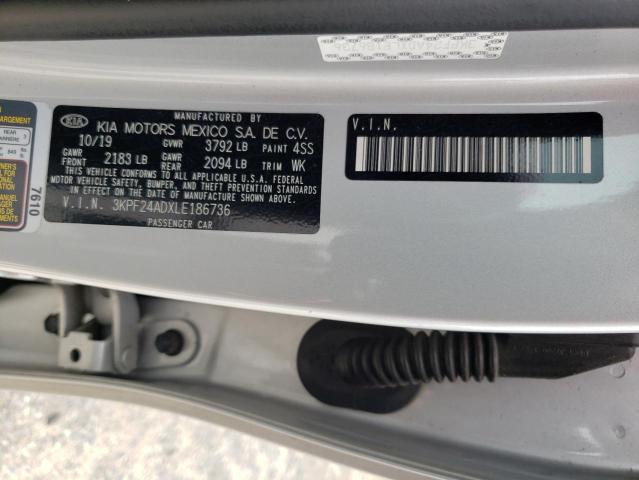 3KPF24ADXLE186736
MANUFACTURED BY
KIA KIA MOTORS MEXICO S.A. DE C.V.
10/19 GVWR 3792 LB PAINT 4SS
GAWR FRONT 2183 LB GAWR REAR 2094 LB TRIM WK
THIS VEHICLE CONFORMS TO ALL APPLICABLE U.S.A. FEDERAL
MOTOR VEHICLE SAFETY, BUMPER, AND THEFT PREVENTION
STANDARDS IN EFFECT ON THE DATE OF MANUFACTURE SHOWN ABOVE.
V.I.N. 3KPF24ADXLE186736
PASSENGER CAR
V.I.N.
REAR
7610